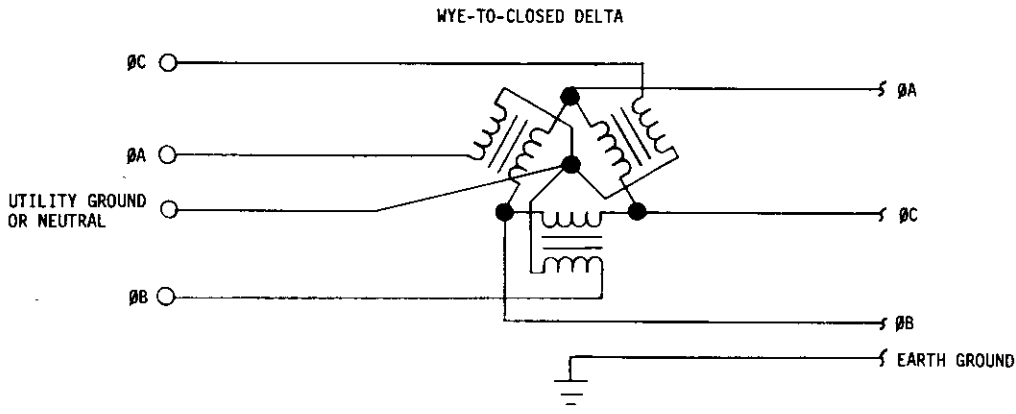 WYE-TO-CLOSED DELTA
ØC
ØA
ØA
UTILITY GROUND
OR NEUTRAL
ØC
ØB
ØB
EARTH GROUND